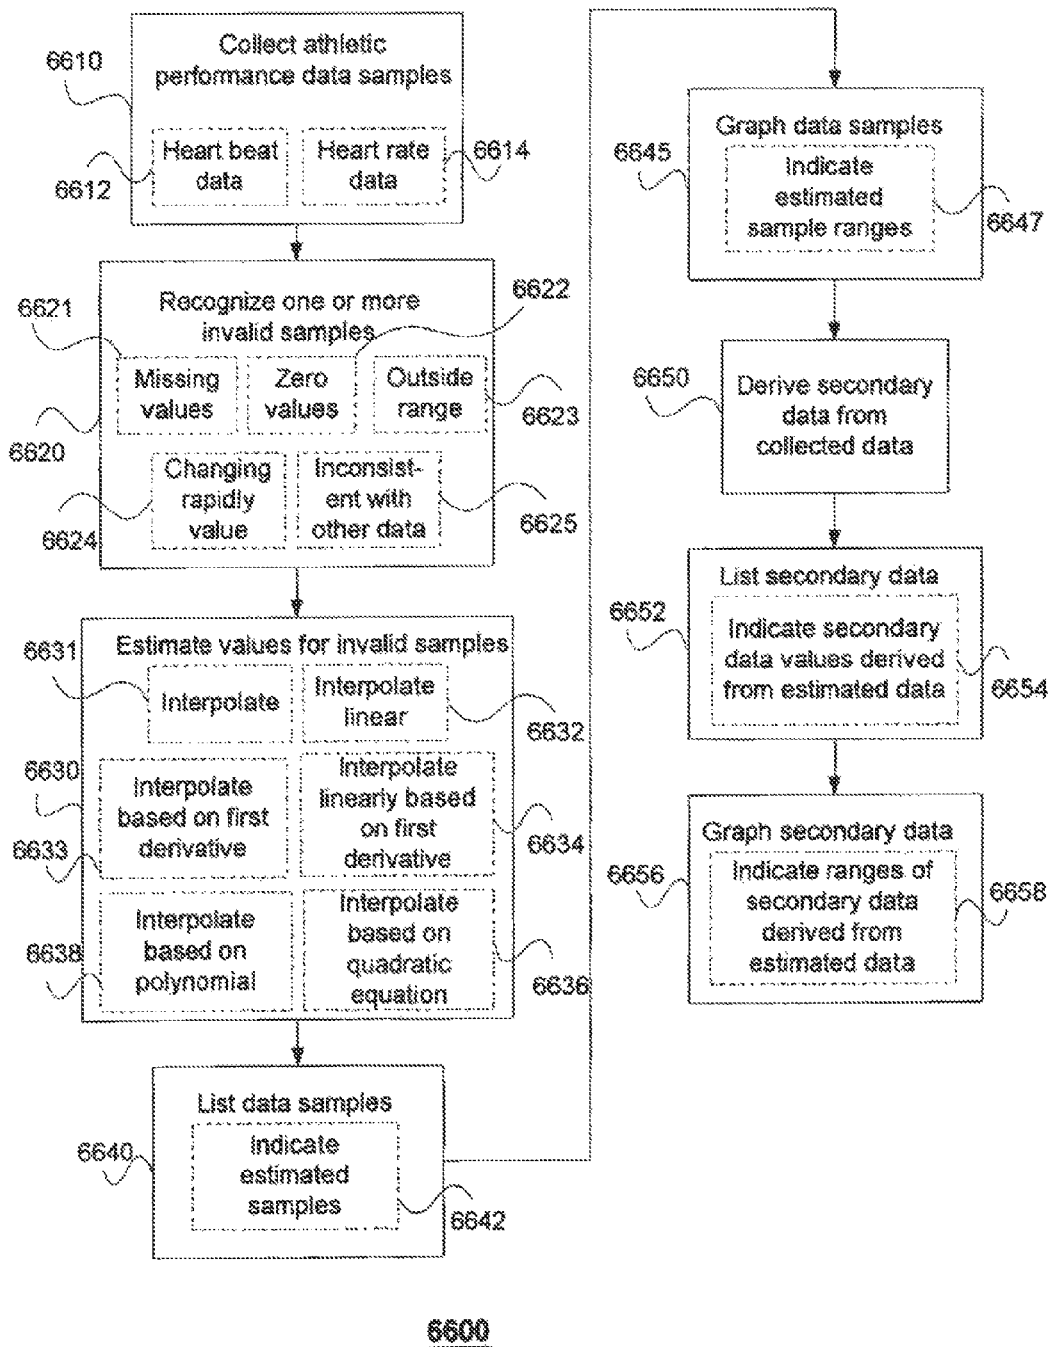 Collect athletic
performance data samples
6610
Heart beat
data
Heart rate
data
6614
6612
Recognize one or more
invalid samples
6621
6622
Missing
values
Zero
values
Outside
range
6623
6620
Changing
rapidly
value
Inconsist-
ent with
other data
6624
6625
Estimate values for invalid samples
6631
Interpolate
Interpolate
linear
6632
6630
Interpolate
based on first
derivative
Interpolate
linearly based
on first
derivative
6633
6634
6638
Interpolate
based on
polynomial
Interpolate
based on
quadratic
equation
6636
List data samples
6640
Indicate
estimated
samples
6642
Graph data samples
6645
Indicate
estimated
sample ranges
6647
6650
Derive secondary
data from
collected data
List secondary data
6652
Indicate secondary
data values derived
from estimated data
6654
Graph secondary data
6656
Indicate ranges of
secondary data
derived from
estimated data
6658
6600